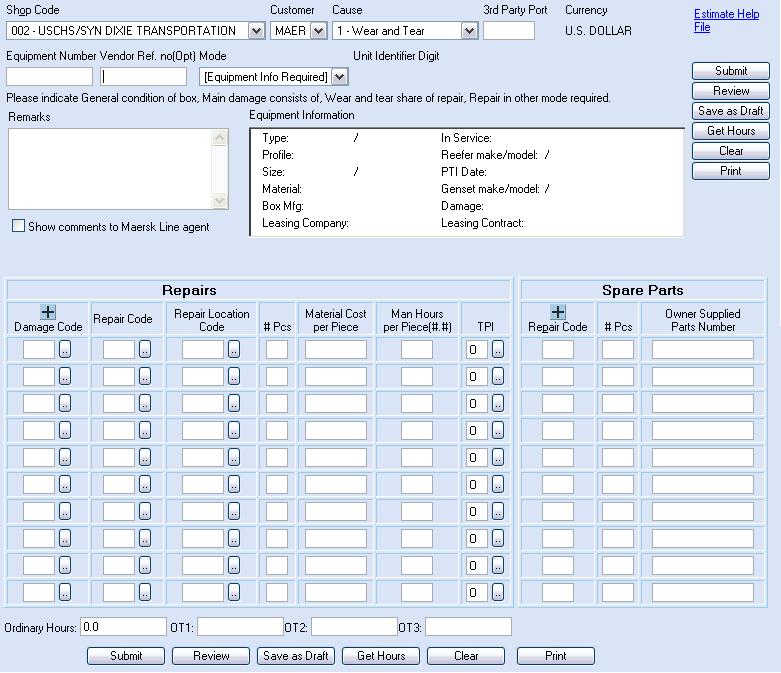 Shop Code Customer Cause 3rd Party Port Currency Estimate Help
File
002 - USCHS/SYN DIXIE TRANSPORTATION MAER 1 - Wear and Tear U.S. DOLLAR
Equipment Number Vendor Ref. no(Opt) Mode Unit Identifier Digit
[Equipment Info Required]
Submit
Review
Save as Draft
Get Hours
Clear
Print
Please indicate General condition of box, Main damage consists of, Wear and tear share of repair, Repair in other mode required.
Remarks
Show comments to Maersk Line agent
Equipment Information
Type: / In Service:
Profile: Reefer make/model: /
Size: / PTI Date:
Material: Genset make/model: /
Box Mfg: Damage:
Leasing Company: Leasing Contract:
Repairs Spare Parts
+ Damage Code Repair Code Repair Location Code # Pcs Material Cost per Piece Man Hours per Piece(#.#) TPI + Repair Code # Pcs Owner Supplied Parts Number
.. .. .. 0 ..
.. .. .. 0 ..
.. .. .. 0 ..
.. .. .. 0 ..
.. .. .. 0 ..
.. .. .. 0 ..
.. .. .. 0 ..
.. .. .. 0 ..
.. .. .. 0 ..
.. .. .. 0 ..
Ordinary Hours: 0.0 OT1: OT2: OT3:
Submit Review Save as Draft Get Hours Clear Print